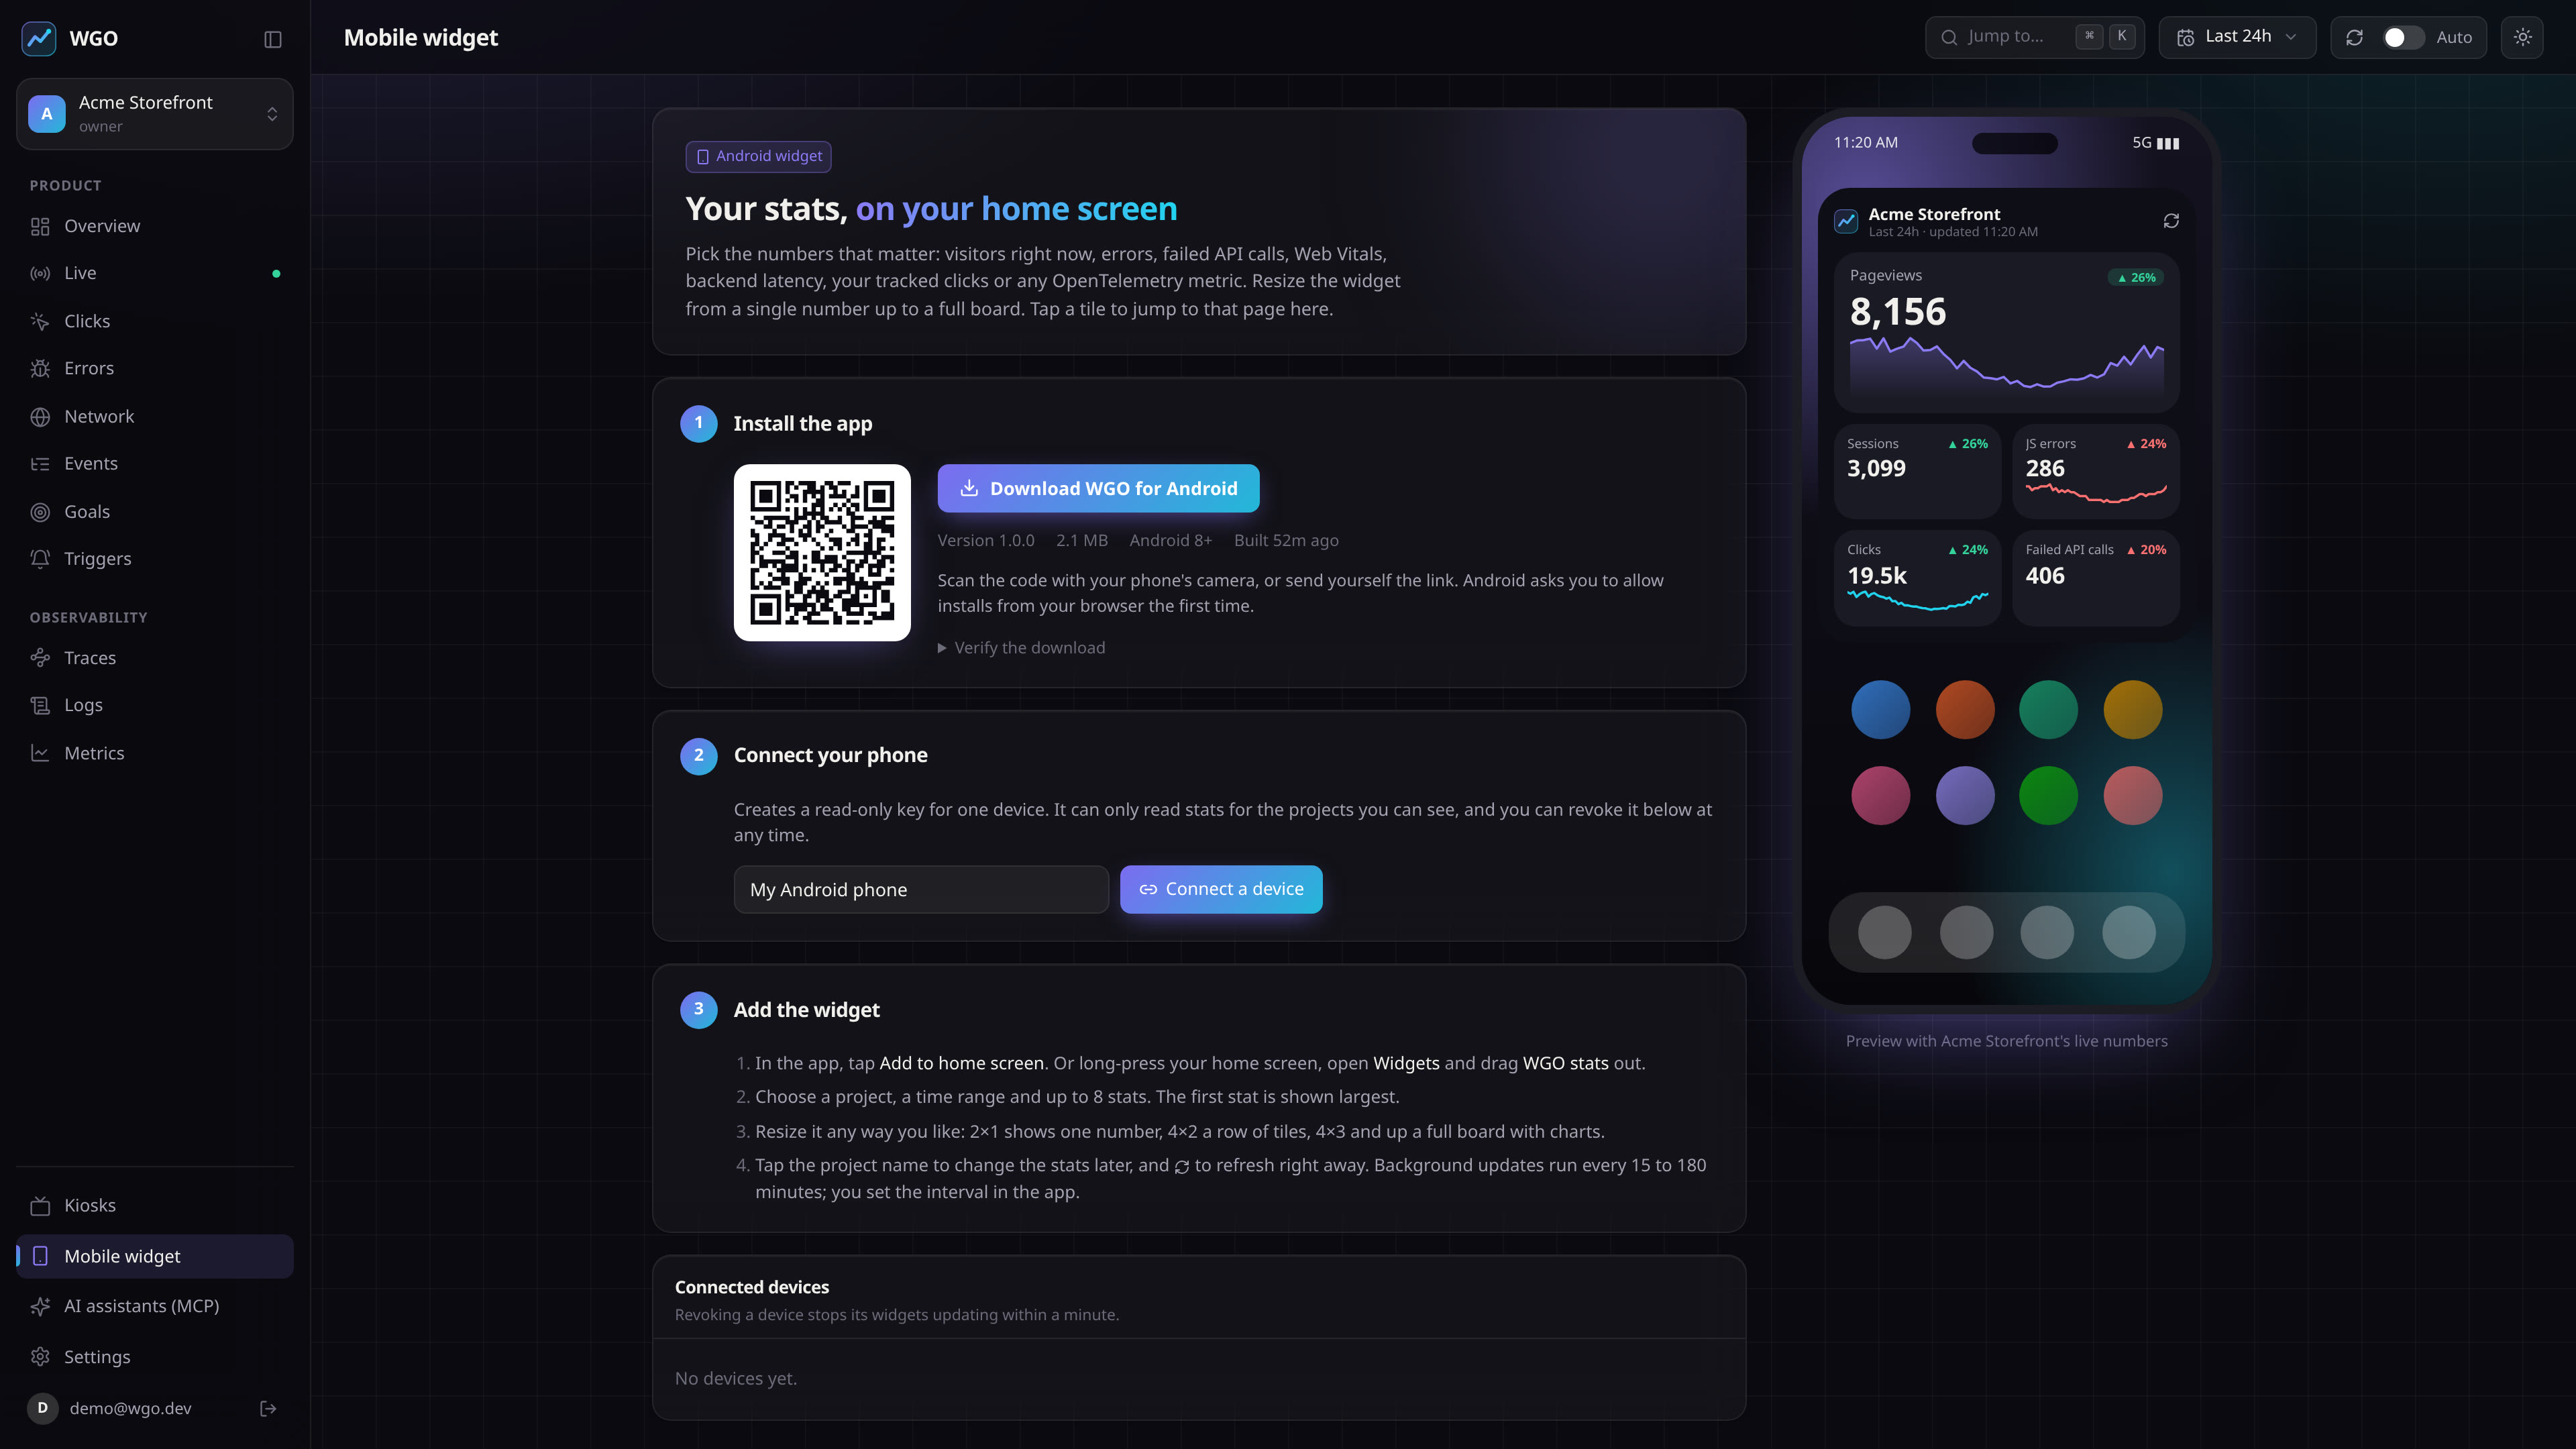 WGO
Acme Storefront
owner
A
PRODUCT
Overview
Live
Clicks
Errors
Network
Events
Goals
Triggers
OBSERVABILITY
Traces
Logs
Metrics
Kiosks
Mobile widget
AI assistants (MCP)
Settings
D demo@wgo.dev
Mobile widget
Jump to... ⌘ K
Last 24h
Auto
Android widget
Your stats, on your home screen
Pick the numbers that matter: visitors right now, errors, failed API calls, Web Vitals,
backend latency, your tracked clicks or any OpenTelemetry metric. Resize the widget
from a single number up to a full board. Tap a tile to jump to that page here.
1 Install the app
Download WGO for Android
Version 1.0.0 2.1 MB Android 8+ Built 52m ago
Scan the code with your phone's camera, or send yourself the link. Android asks you to allow
installs from your browser the first time.
▶ Verify the download
2 Connect your phone
Creates a read-only key for one device. It can only read stats for the projects you can see, and you can revoke it below at
any time.
My Android phone
Connect a device
3 Add the widget
1. In the app, tap Add to home screen. Or long-press your home screen, open Widgets and drag WGO stats out.
2. Choose a project, a time range and up to 8 stats. The first stat is shown largest.
3. Resize it any way you like: 2×1 shows one number, 4×2 a row of tiles, 4×3 and up a full board with charts.
4. Tap the project name to change the stats later, and to refresh right away. Background updates run every 15 to 180
minutes; you set the interval in the app.
Connected devices
Revoking a device stops its widgets updating within a minute.
No devices yet.
11:20 AM 5G
Acme Storefront
Last 24h · updated 11:20 AM
Pageviews ▲ 26%
8,156
Sessions ▲ 26%
3,099
JS errors ▲ 24%
286
Clicks ▲ 24%
19.5k
Failed API calls ▲ 20%
406
Preview with Acme Storefront's live numbers